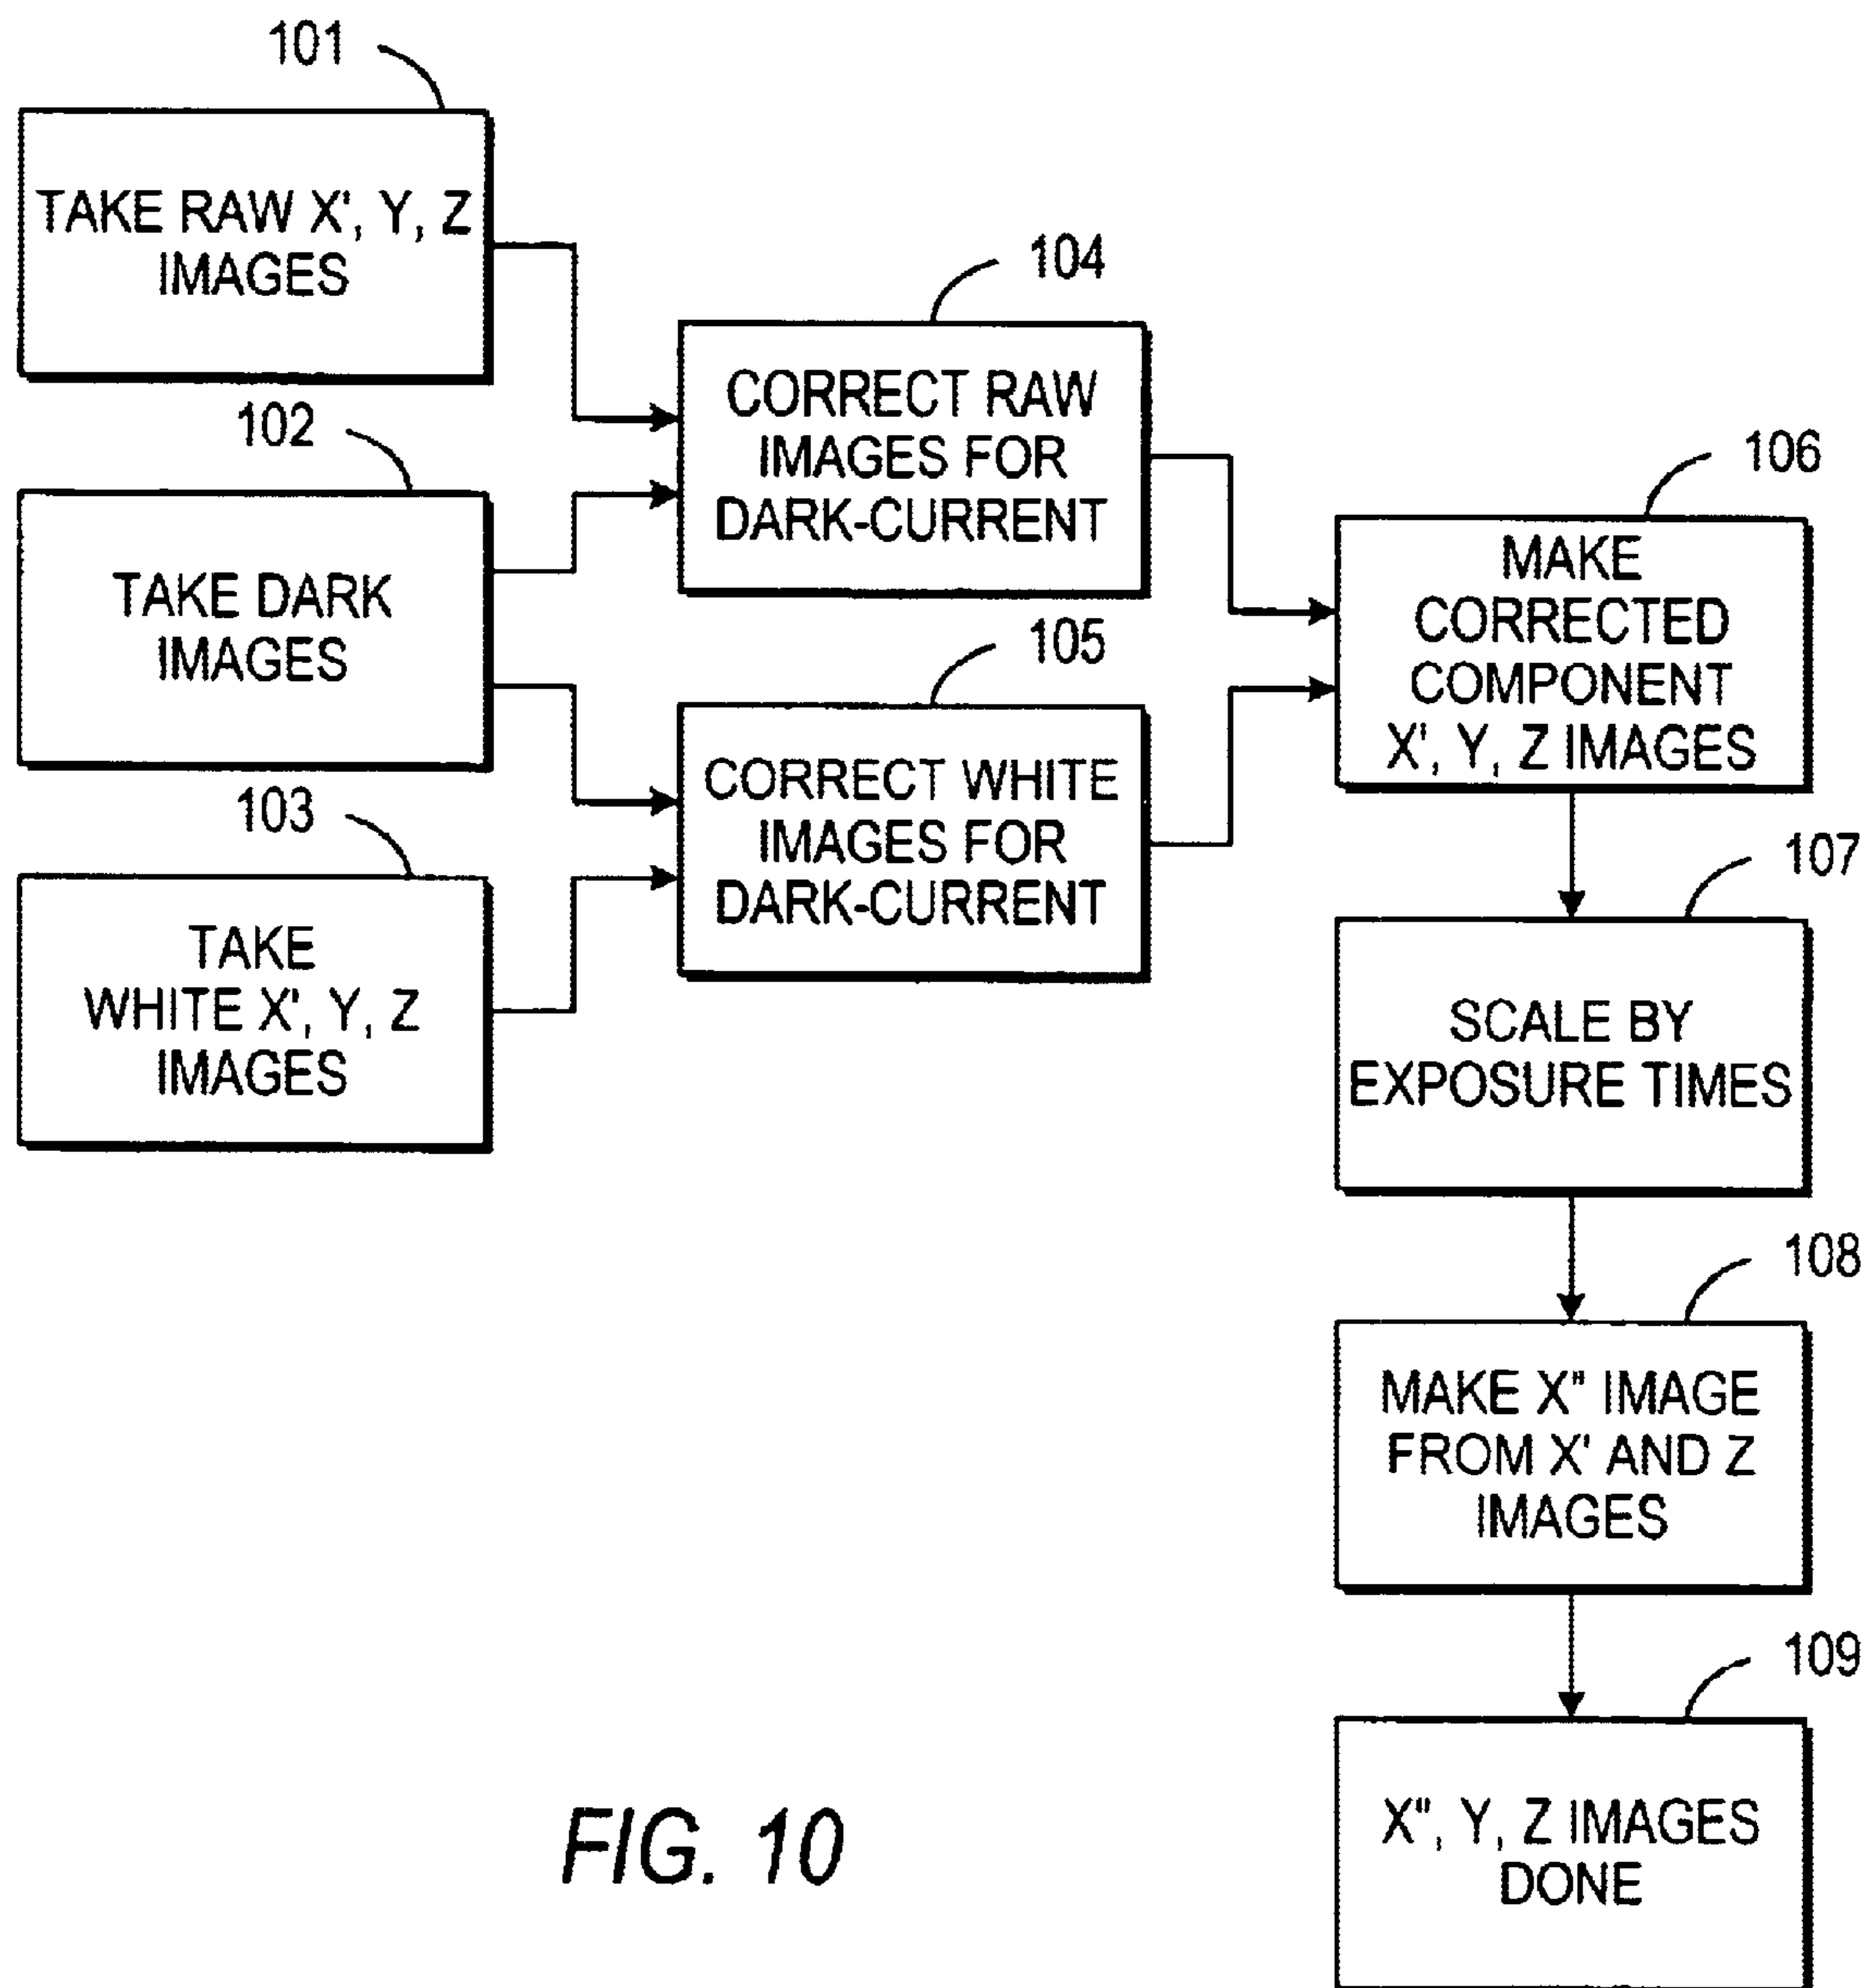 101
TAKE RAW X', Y, Z
IMAGES
102
TAKE DARK
IMAGES
103
TAKE
WHITE X', Y, Z
IMAGES
104
CORRECT RAW
IMAGES FOR
DARK-CURRENT
105
CORRECT WHITE
IMAGES FOR
DARK-CURRENT
106
MAKE
CORRECTED
COMPONENT
X', Y, Z IMAGES
107
SCALE BY
EXPOSURE TIMES
108
MAKE X" IMAGE
FROM X' AND Z
IMAGES
109
X", Y, Z IMAGES
DONE
FIG. 10